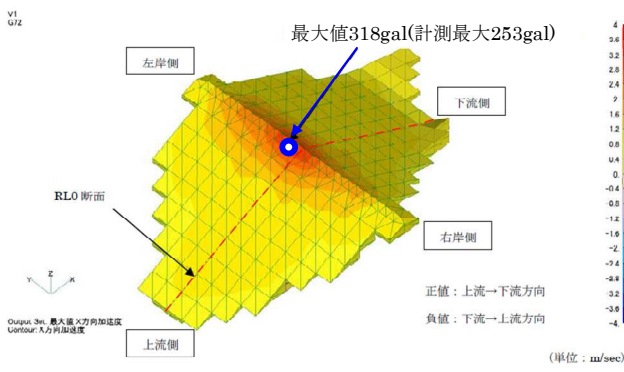 V1
G72
最大値318gal(計測最大253gal)
左岸側
下流側
RL0 断面
右岸側
上流側
正値：上流→下流方向
負値：下流→上流方向
Z
Y
X
Output Set: 最大値 X方向加速度
Contour: X方向加速度
4
3.6
3.2
2.8
2.4
2
1.6
1.2
0.8
0.4
0.
-0.4
-0.8
-1.2
-1.6
-2
-2.4
-2.8
-3.2
-3.6
-4.
(単位：m/sec)